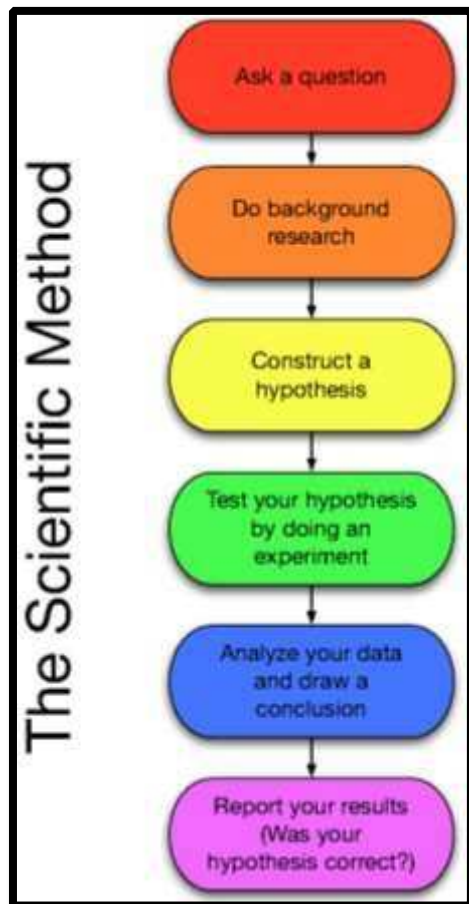 The Scientific Method
Ask a question
Do background
research
Construct a
hypothesis
Test your hypothesis
by doing an
experiment
Analyze your data
and draw a
conclusion
Report your results
(Was your
hypothesis correct?)